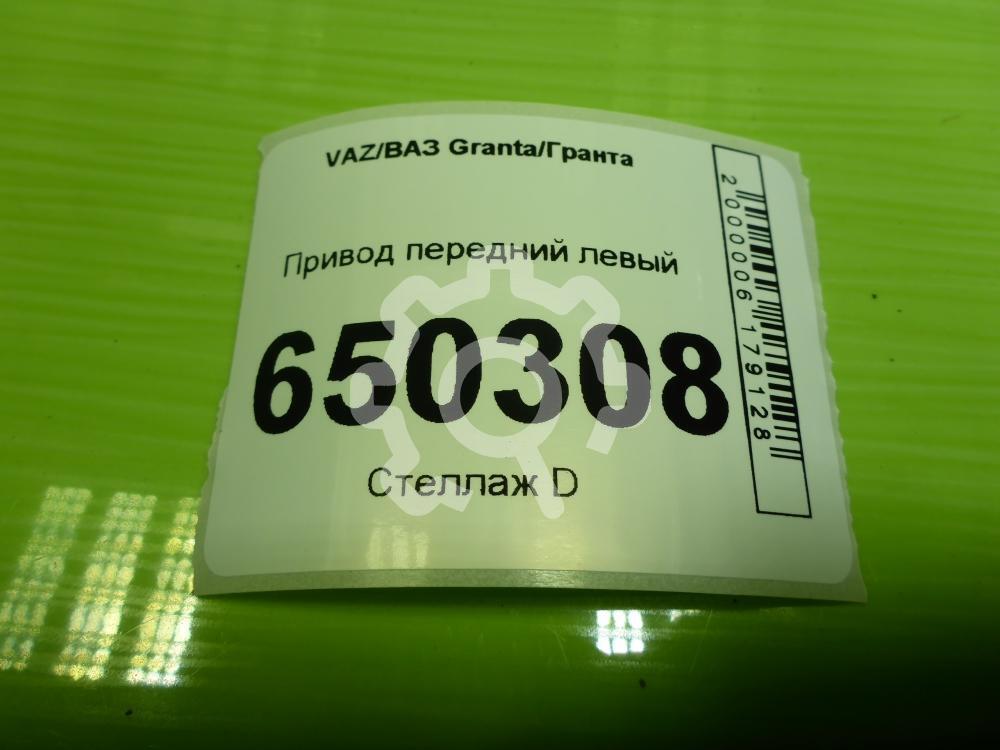 VAZ/ВАЗ Granta/Гранта
Привод передний левый
650308
Стеллаж D
2000006179128